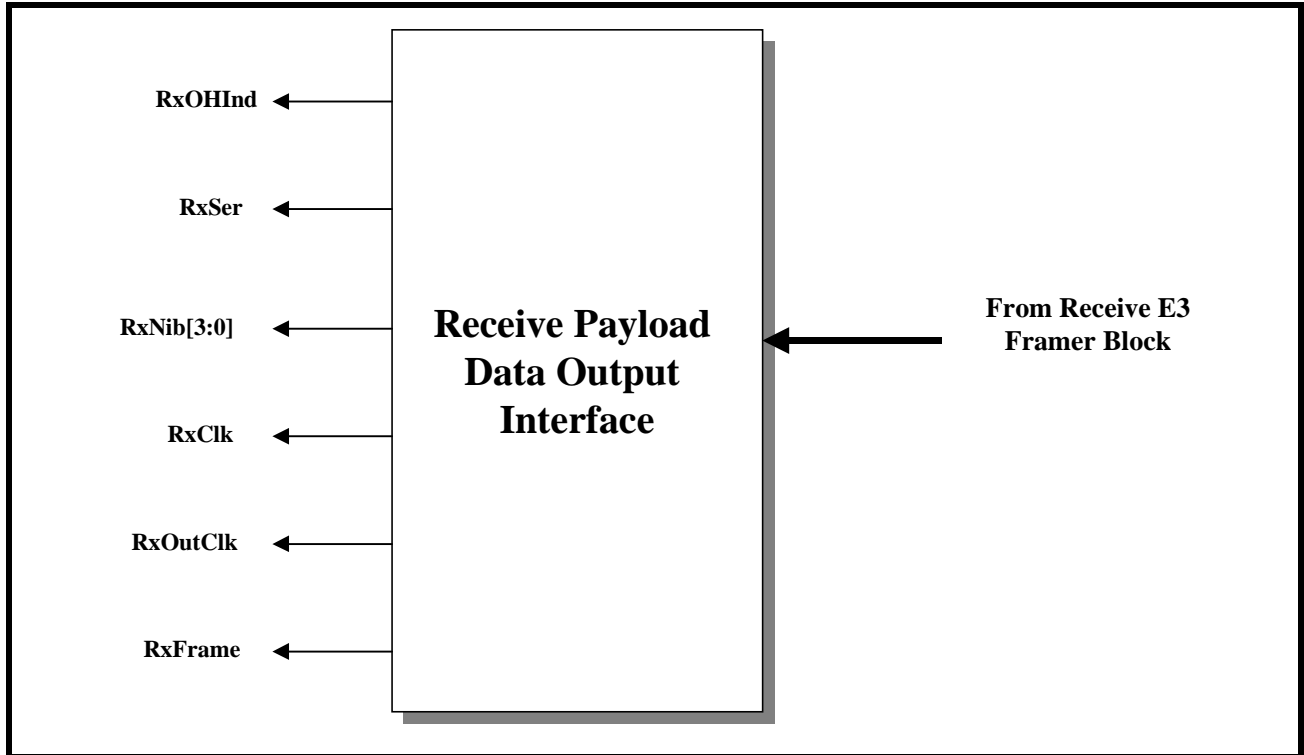 RxOHInd
RxSer
RxNib[3:0]
RxClk
RxOutClk
RxFrame
Receive Payload
Data Output
Interface
From Receive E3
Framer Block